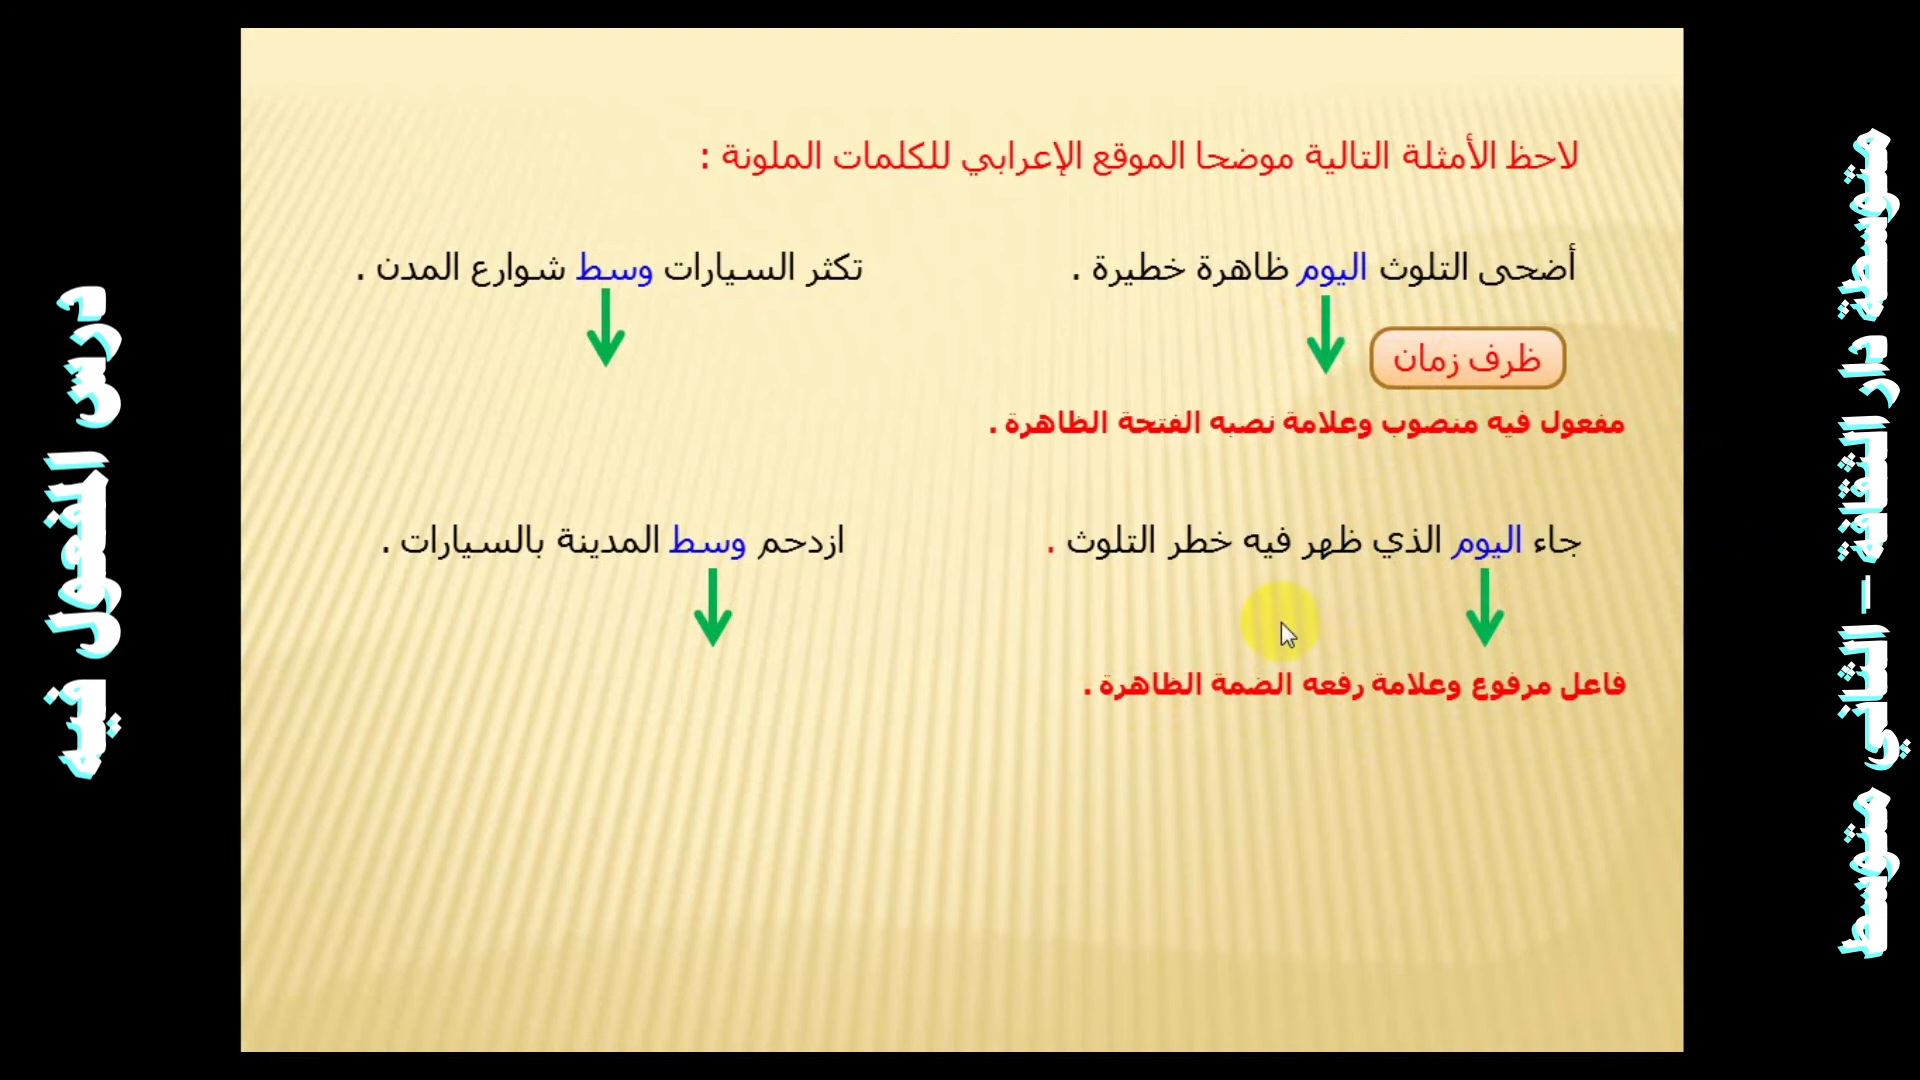 لاحظ الأمثلة التالية موضحا الموقع الإعرابي للكلمات الملونة :
أضحى التلوث اليوم ظاهرة خطيرة .
ظرف زمان
مفعول فيه منصوب وعلامة نصبه الفتحة الظاهرة .
تكثر السيارات وسط شوارع المدن .
جاء اليوم الذي ظهر فيه خطر التلوث .
فاعل مرفوع وعلامة رفعه الضمة الظاهرة .
ازدحم وسط المدينة بالسيارات .
متوسطة دار الثقافة – الثاني متوسط
درس المفعول فيه